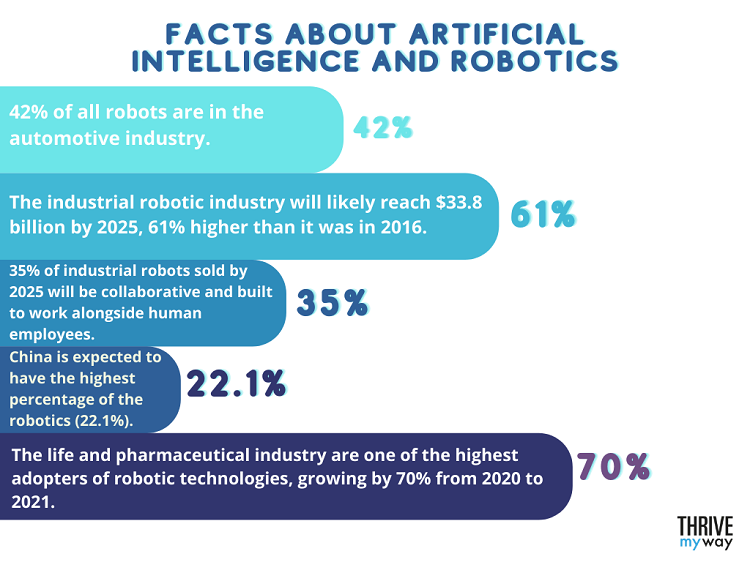 FACTS ABOUT ARTIFICIAL
INTELLIGENCE AND ROBOTICS
42% of all robots are in the
automotive industry.
42%
The industrial robotic industry will likely reach $33.8
billion by 2025, 61% higher than it was in 2016.
61%
35% of industrial robots sold by
2025 will be collaborative and built
to work alongside human
employees.
35%
China is expected to
have the highest
percentage of the
robotics (22.1%).
22.1%
The life and pharmaceutical industry are one of the highest
adopters of robotic technologies, growing by 70% from 2020 to
2021.
70%
THRIVE
my way